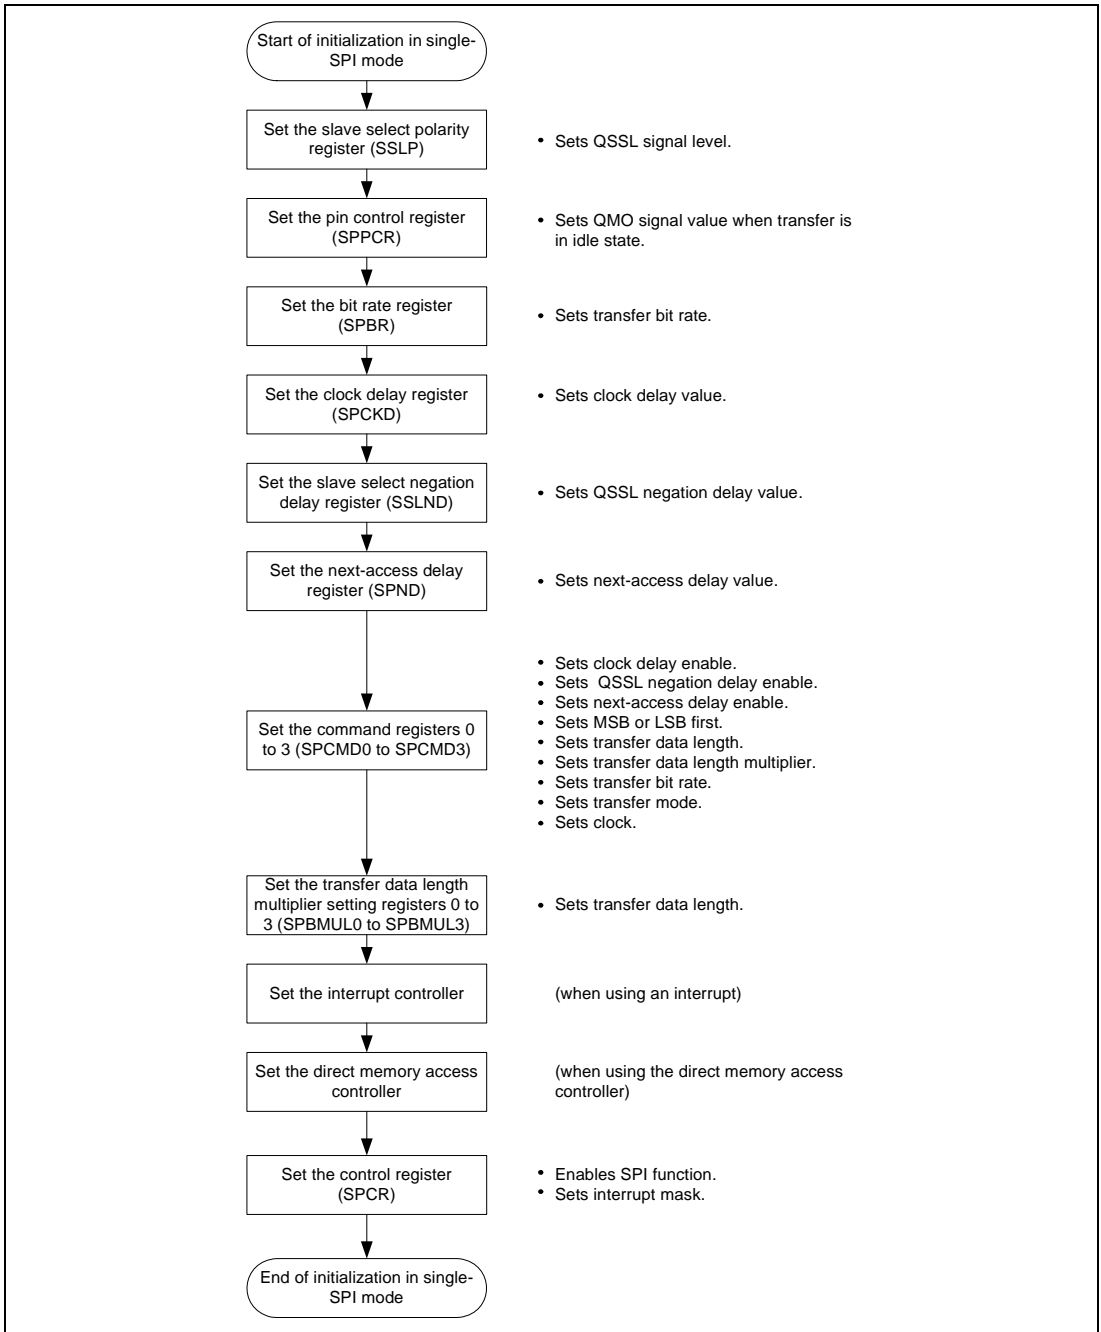 Start of initialization in single-
SPI mode
Set the slave select polarity
register (SSLP)
• Sets QSSL signal level.
Set the pin control register
(SPPCR)
• Sets QMO signal value when transfer is
in idle state.
Set the bit rate register
(SPBR)
• Sets transfer bit rate.
Set the clock delay register
(SPCKD)
• Sets clock delay value.
Set the slave select negation
delay register (SSLND)
• Sets QSSL negation delay value.
Set the next-access delay
register (SPND)
• Sets next-access delay value.
Set the command registers 0
to 3 (SPCMD0 to SPCMD3)
• Sets clock delay enable.
• Sets  QSSL negation delay enable.
• Sets next-access delay enable.
• Sets MSB or LSB first.
• Sets transfer data length.
• Sets transfer data length multiplier.
• Sets transfer bit rate.
• Sets transfer mode.
• Sets clock.
Set the transfer data length
multiplier setting registers 0 to
3 (SPBMUL0 to SPBMUL3)
• Sets transfer data length.
Set the interrupt controller
(when using an interrupt)
Set the direct memory access
controller
(when using the direct memory access
controller)
Set the control register
(SPCR)
• Enables SPI function.
• Sets interrupt mask.
End of initialization in single-
SPI mode